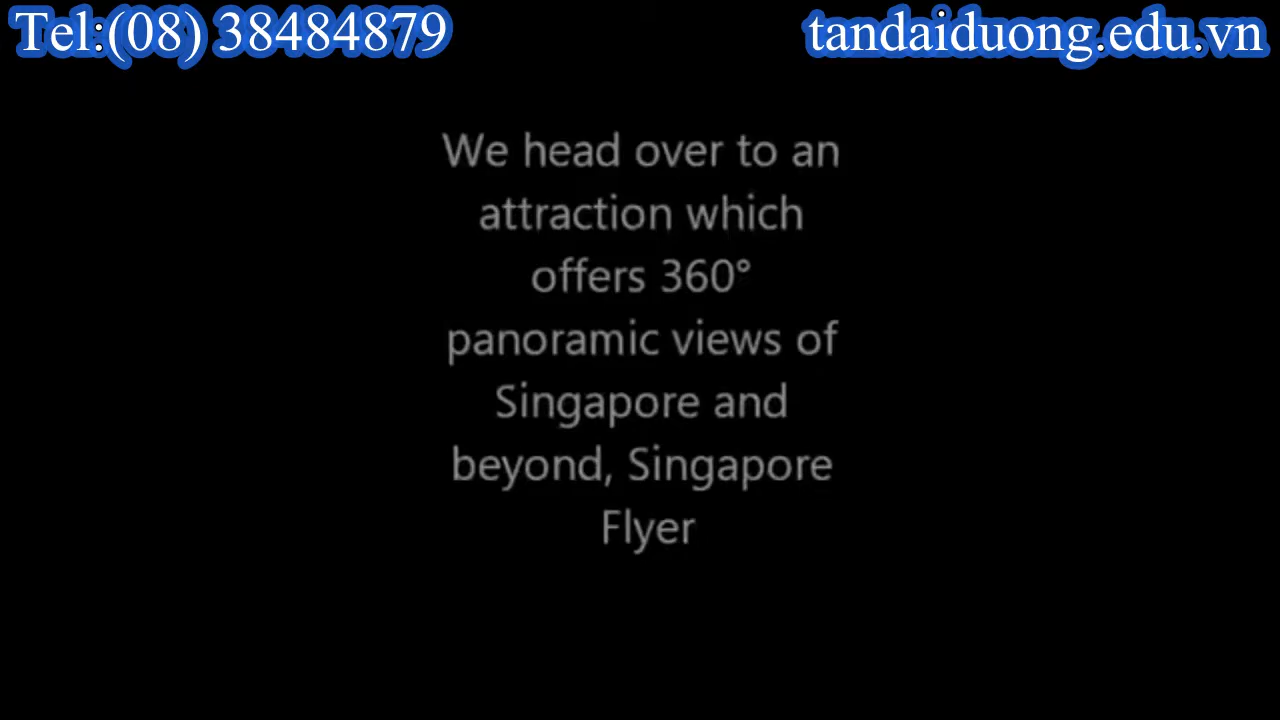 Tel:(08) 38484879
tandaiduong.edu.vn
We head over to an
attraction which
offers 360°
panoramic views of
Singapore and
beyond, Singapore
Flyer